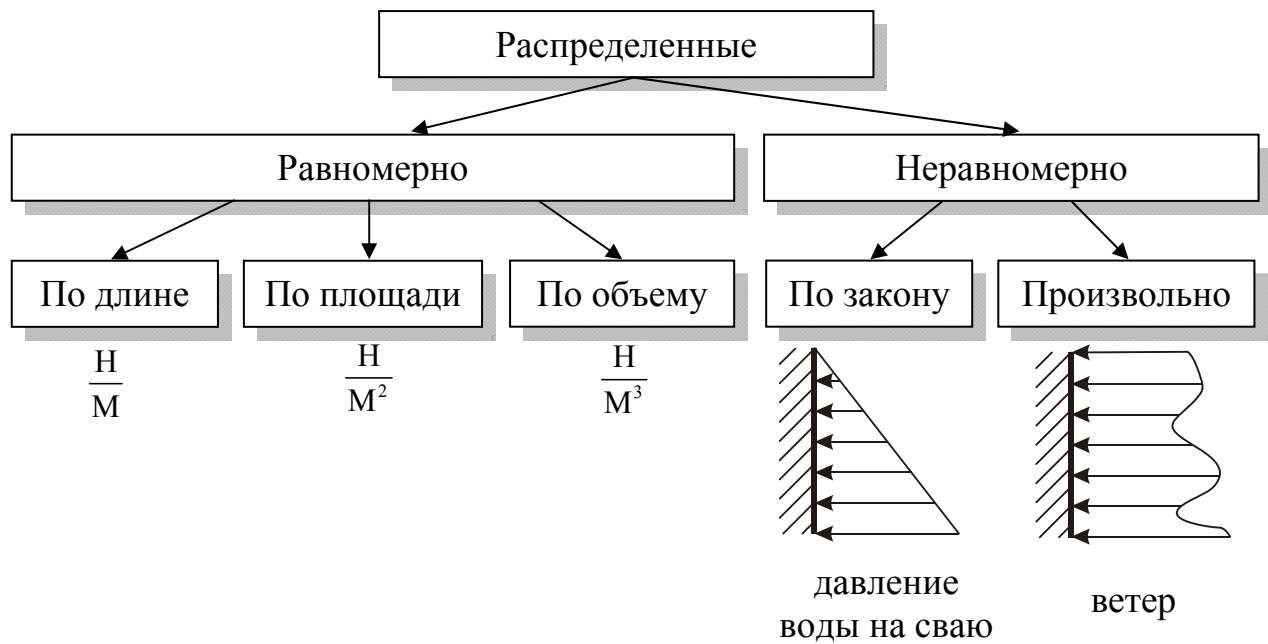 Распределенные
Равномерно
Неравномерно
По длине
По площади
По объему
По закону
Произвольно
Н
М
Н
М²
Н
М³
давление
воды на сваю
ветер